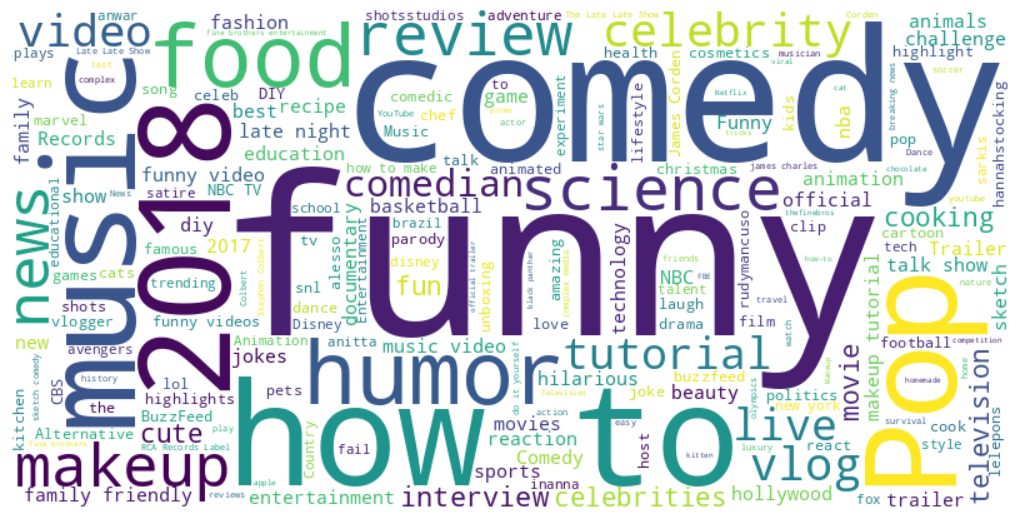 video
anwar
plays
Late Late Show
test
complex
learn
family
music
fashion
fine brothers entertainment
food
song
celeb
DIY
best
recipe
late night
education
shotsstudios
adventure
The Late Late Show
Corden
review
celebrity
comedy
animals
challenge
highlight
musician
viral
health
cosmetics
James Corden
to
game
comedic
YouTube
chef
Music
actor
promo
experiment
star wars
lifestyle
Netflix
Funny
tricks
kids
cat
nba
pop
Dance
breaking news
soccer
sarkis
chocolate
youtube
hannahstocking
marvel
Records
show
News
educational
news
2018
funny video
satire
NBC TV
diy
famous
2017
trending
games
cats
shots
vlogger
funny videos
Colbert
Stephen Colbert
new
avengers
Animation
jokes
how to make
talk
animated
christmas
james charles
animation
comedian
science
official
basketball
school
brazil
parody
tv
alesso
snl
dance
Disney
disney
documentary
Entertainment
fun
official trailer
unboxing
amazing
black panther
complex media
friends
technology
NBC
FBE
talent
laugh
rudymancuso
thefinebros
clip
travel
film
drama
love
watch
funny
cooking
cartoon
tech
Trailer
talk show
how-to
nature
sketch
makeup tutorial
football
competition
music video
anitta
do it yourself
humor
tutorial
hilarious
pets
lol
highlights
CBS
history
sketch comedy
the
kitchen
BuzzFeed
play
Alternative
cute
RCA Records Label
fine brothers
makeup
apple
reviews
family friendly
entertainment
how to
Country
fail
action
Television
movies
reaction
Comedy
easy
kitten
sports
inanna
interview
celebrities
joke
buzzfeed
beauty
host
luxury
olympics
Makeup
politics
new york
live
react
vlog
hollywood
movie
Pop
homemade
home
survival
cook
style
lelepons
television
fox
trailer